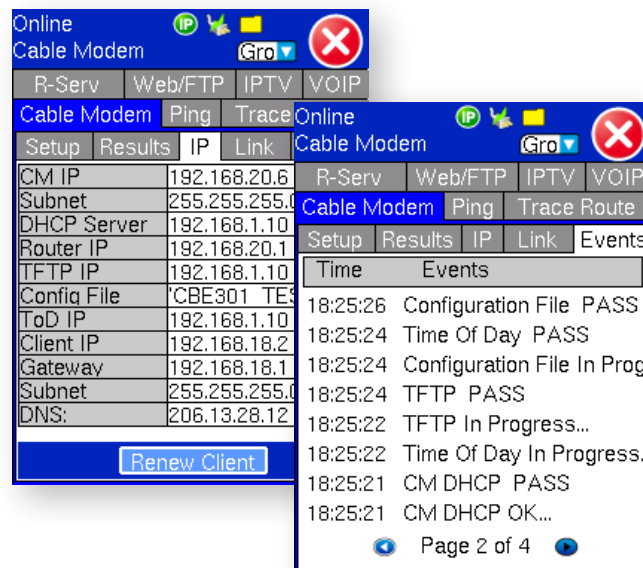 Online
IP
Cable Modem
Gro
R-Serv Web/FTP IPTV VOIP
Cable Modem Ping Trace
Setup Results IP Link
CM IP 192.168.20.6
Subnet 255.255.255.0
DHCP Server 192.168.1.10
Router IP 192.168.20.1
TFTP IP 192.168.1.10
Config File 'CBE301_TES
ToD IP 192.168.1.10
Client IP 192.168.18.2
Gateway 192.168.18.1
Subnet 255.255.255.0
DNS: 206.13.28.12
Renew Client
Online
IP
Cable Modem
Gro
R-Serv Web/FTP IPTV VOIP
Cable Modem Ping Trace Route
Setup Results IP Link Events
Time Events
18:25:26 Configuration File PASS
18:25:24 Time Of Day PASS
18:25:24 Configuration File In Prog
18:25:24 TFTP PASS
18:25:22 TFTP In Progress...
18:25:22 Time Of Day In Progress.
18:25:21 CM DHCP PASS
18:25:21 CM DHCP OK...
Page 2 of 4